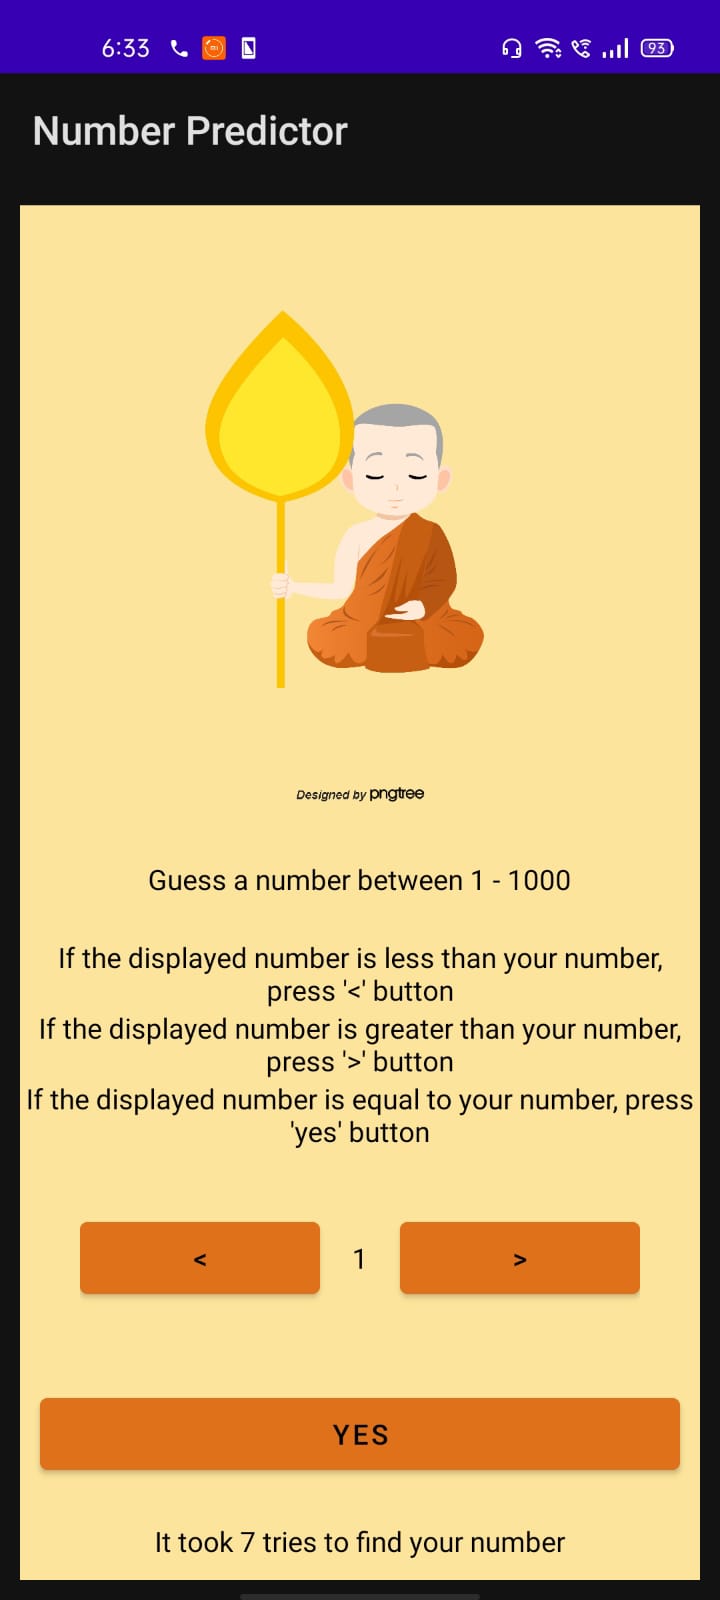 6:33
93
Number Predictor
Designed by pngtree
Guess a number between 1 - 1000
If the displayed number is less than your number,
press '<' button
If the displayed number is greater than your number,
press '>' button
If the displayed number is equal to your number, press
'yes' button
< 1 >
YES
It took 7 tries to find your number